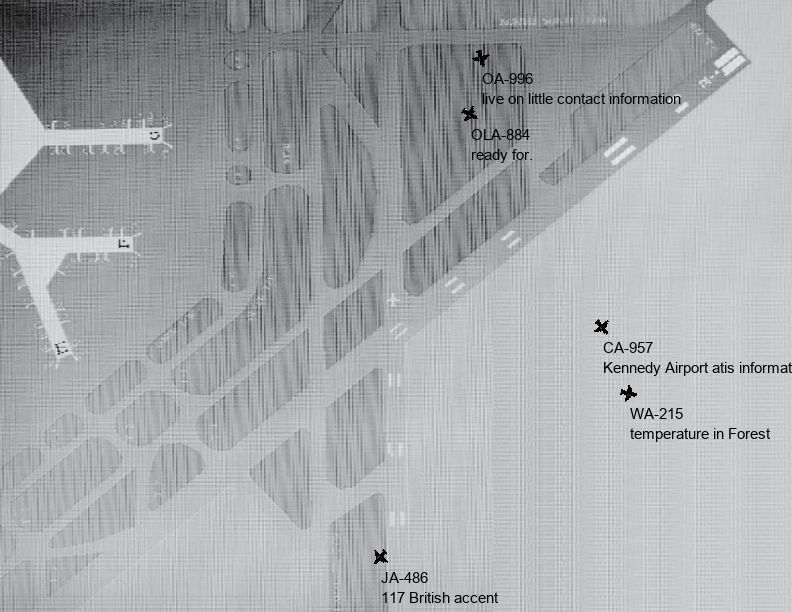 OA-996
live on little contact information
OLA-884
ready for.
CA-957
Kennedy Airport atis informat
WA-215
temperature in Forest
JA-486
117 British accent